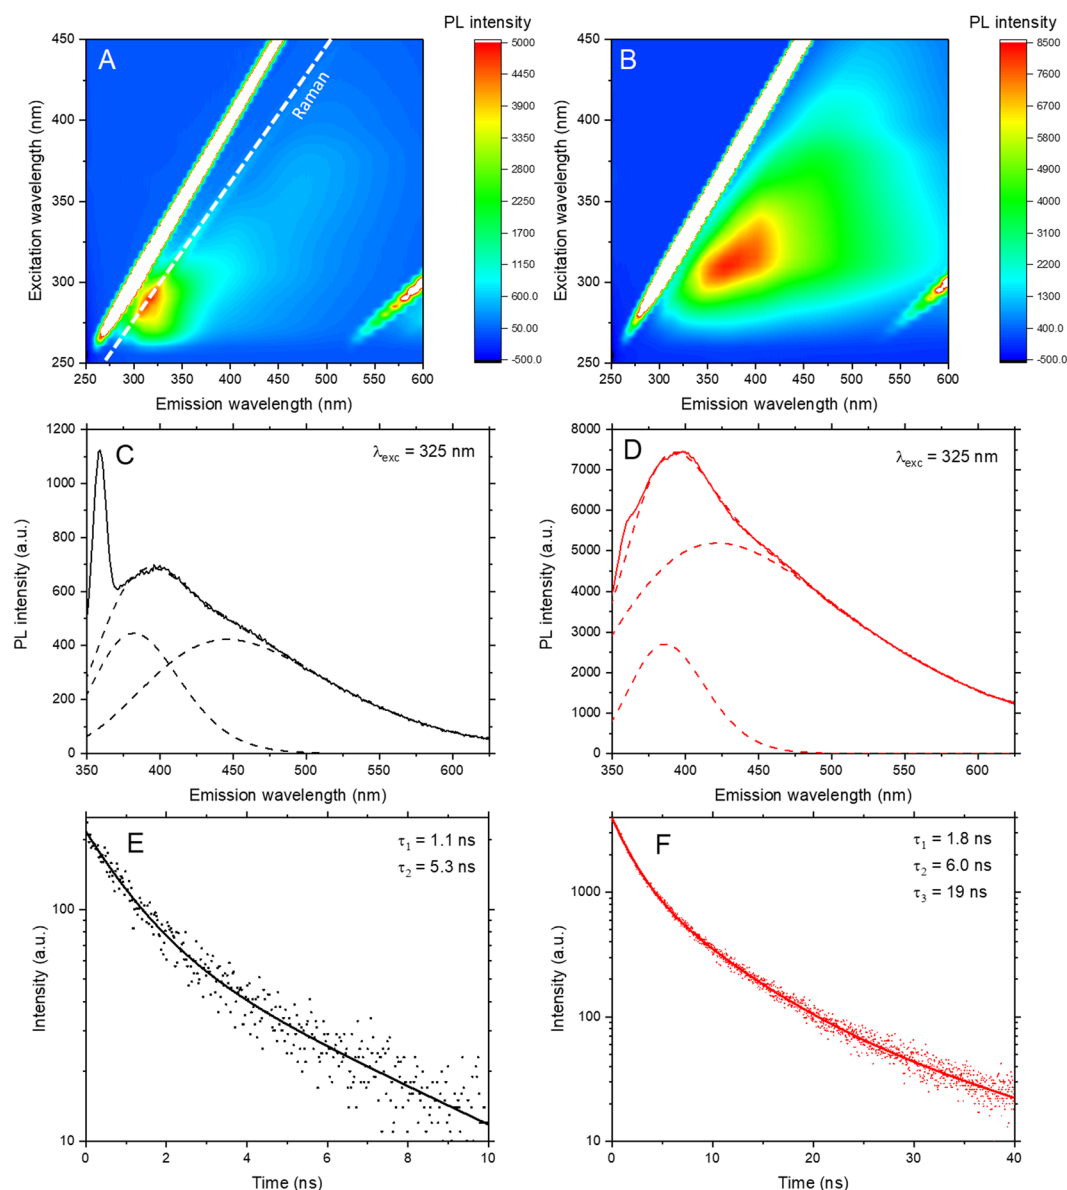 PL intensity
A
Raman
450
400
350
300
250
250 300 350 400 450 500 550 600
Excitation wavelength (nm)
Emission wavelength (nm)
5000
4450
3900
3350
2800
2250
1700
1150
600.0
50.00
-500.0
PL intensity
B
450
400
350
300
250
250 300 350 400 450 500 550 600
Excitation wavelength (nm)
Emission wavelength (nm)
8500
7600
6700
5800
4900
4000
3100
2200
1300
400.0
-500.0
C
λexc = 325 nm
1200
1000
800
600
400
200
0
350 400 450 500 550 600
PL intensity (a.u.)
Emission wavelength (nm)
D
λexc = 325 nm
8000
7000
6000
5000
4000
3000
2000
1000
0
350 400 450 500 550 600
PL intensity (a.u.)
Emission wavelength (nm)
E
τ1 = 1.1 ns
τ2 = 5.3 ns
100
10
0 2 4 6 8 10
Intensity (a.u.)
Time (ns)
F
τ1 = 1.8 ns
τ2 = 6.0 ns
τ3 = 19 ns
1000
100
10
0 10 20 30 40
Intensity (a.u.)
Time (ns)